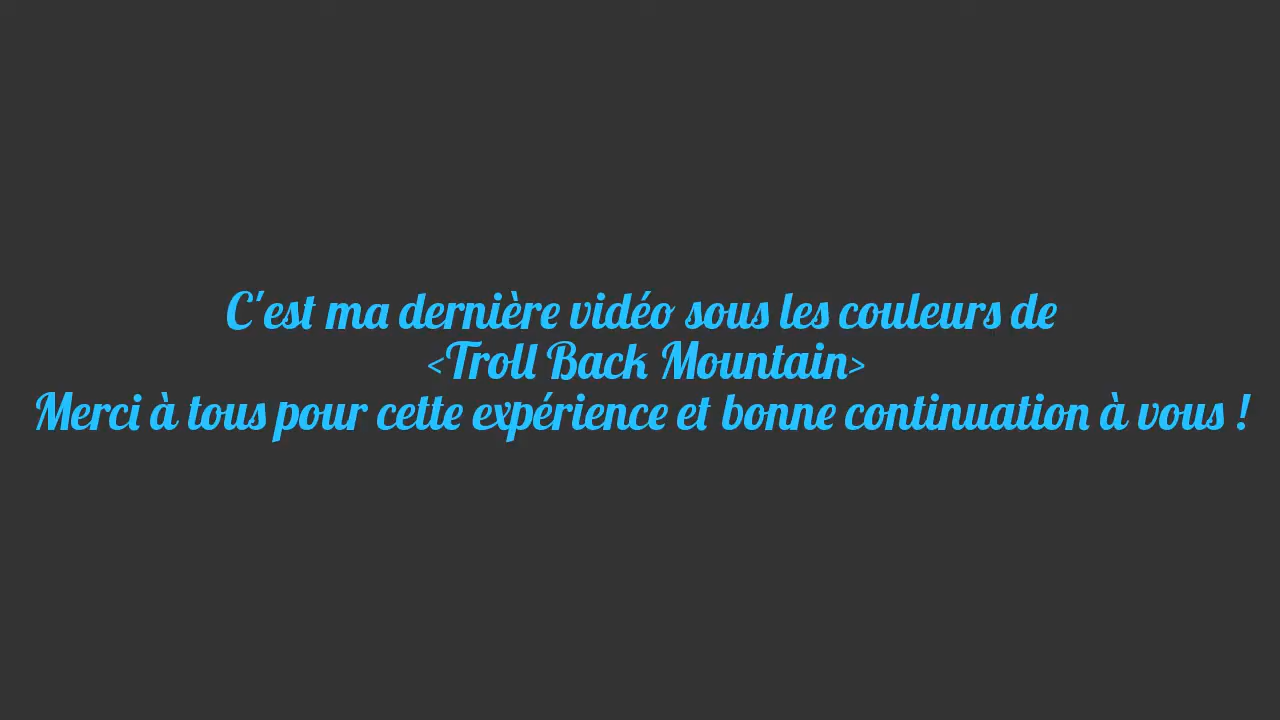 C'est ma dernière vidéo sous les couleurs de
<Troll Back Mountain>
Merci à tous pour cette expérience et bonne continuation à vous !